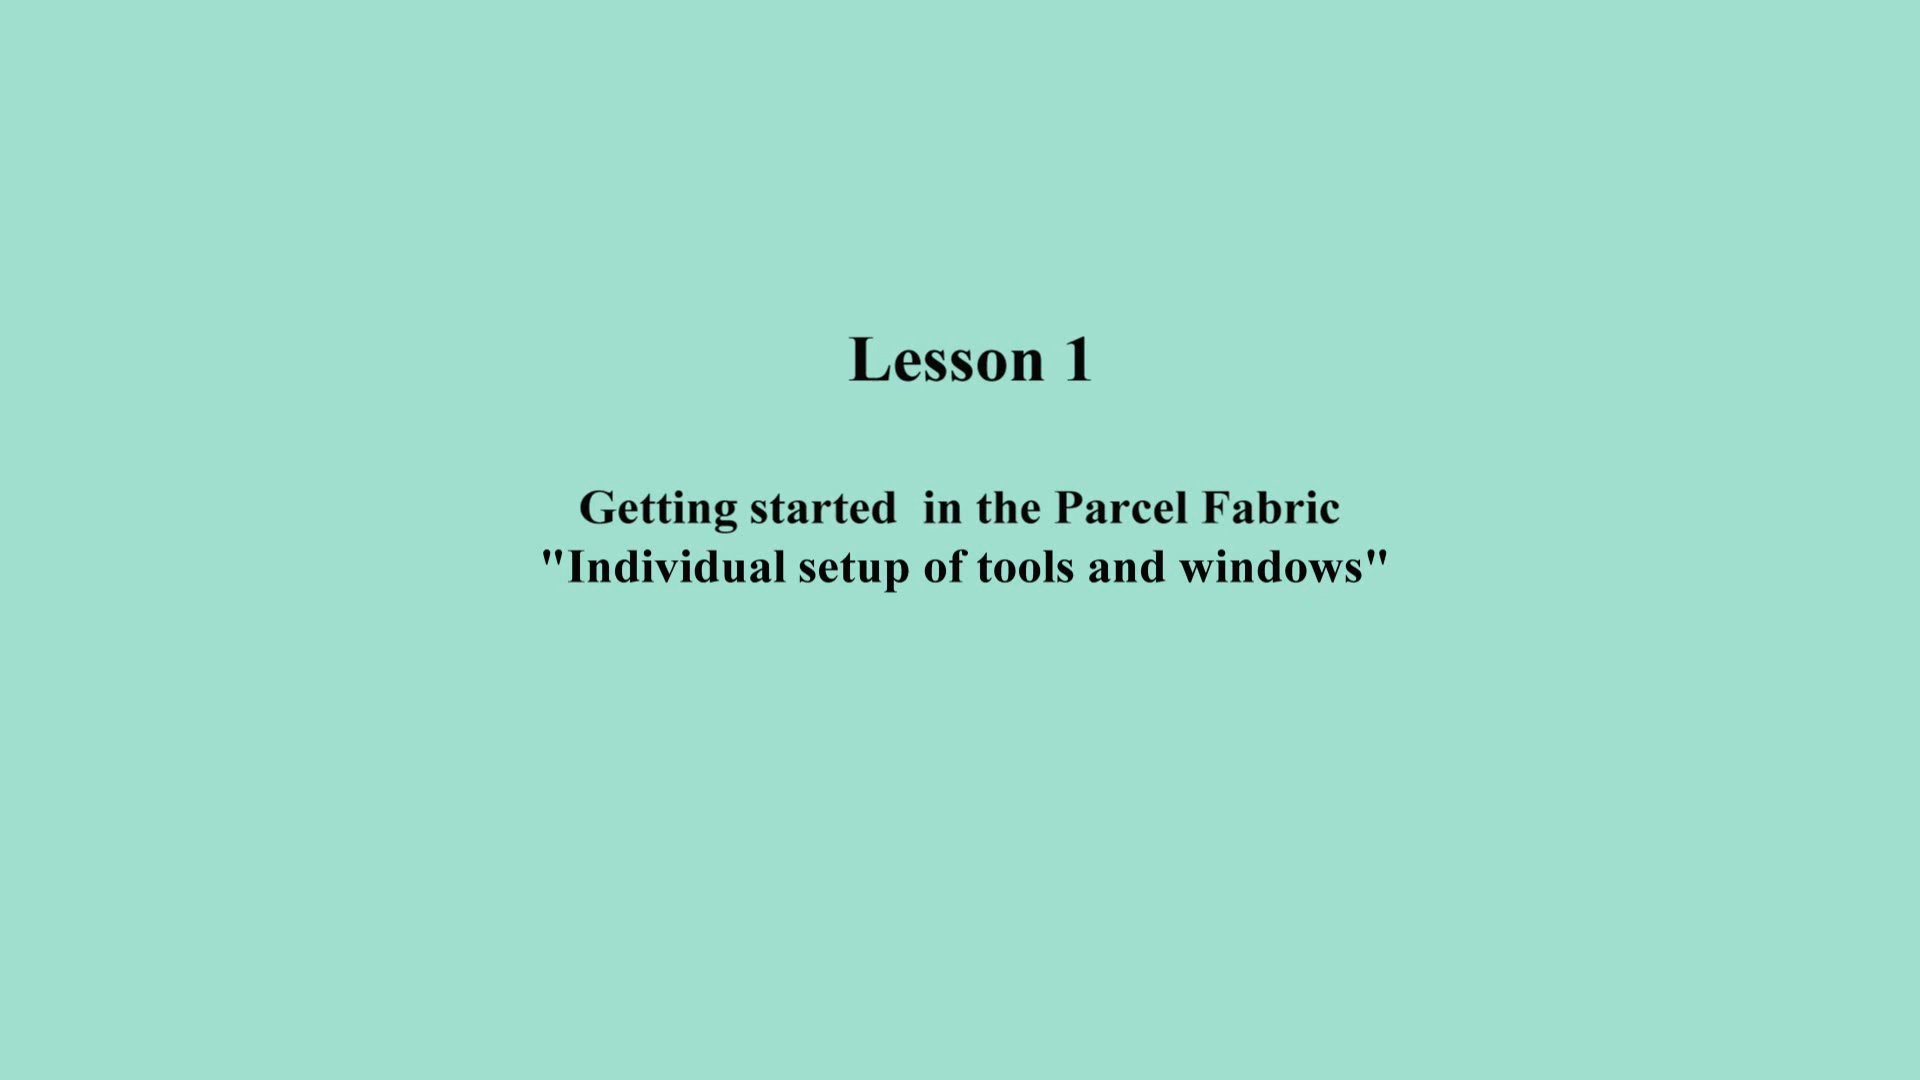 Lesson 1
Getting started  in the Parcel Fabric
"Individual setup of tools and windows"